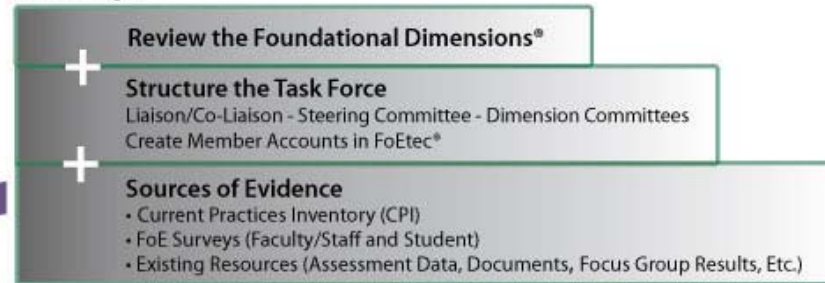 Review the Foundational Dimensions®
+
Structure the Task Force
Liaison/Co-Liaison - Steering Committee - Dimension Committees
Create Member Accounts in FoEtec®
+
Sources of Evidence
• Current Practices Inventory (CPI)
• FoE Surveys (Faculty/Staff and Student)
• Existing Resources (Assessment Data, Documents, Focus Group Results, Etc.)